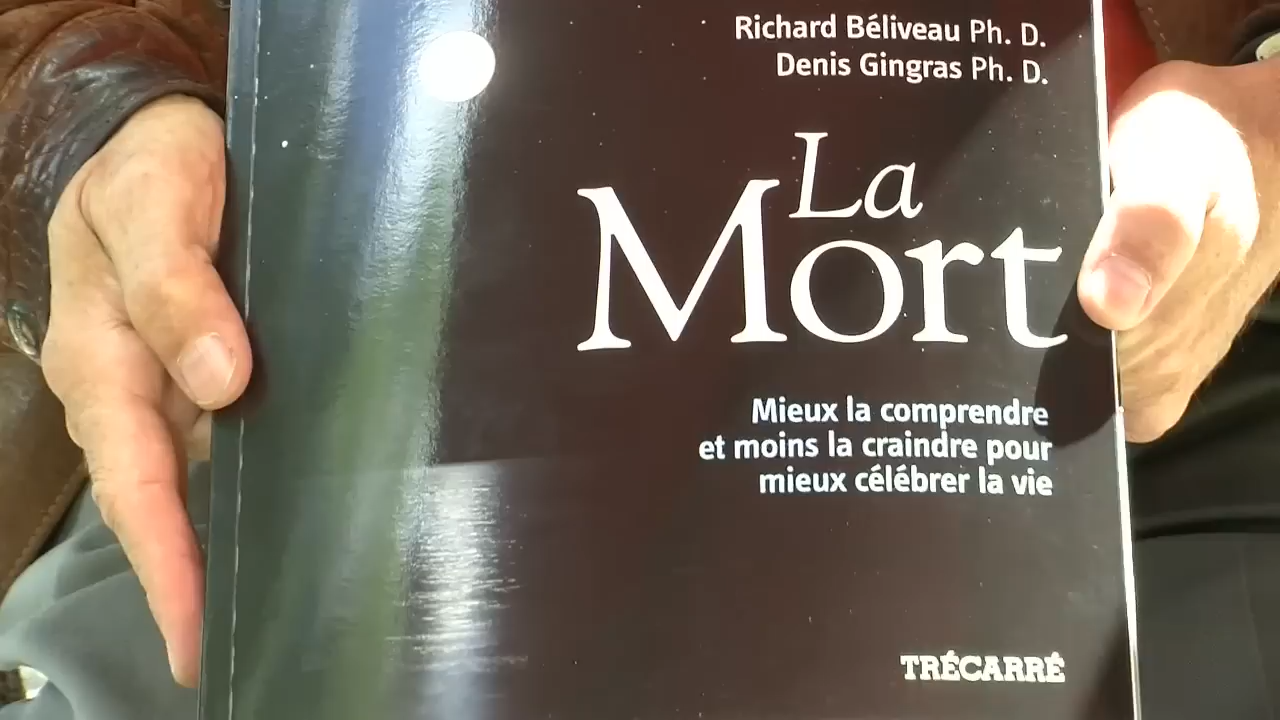 Richard Béliveau Ph. D.
Denis Gingras Ph. D.
La
Mort
Mieux la comprendre
et moins la craindre pour
mieux célébrer la vie
TRÉCARRÉ